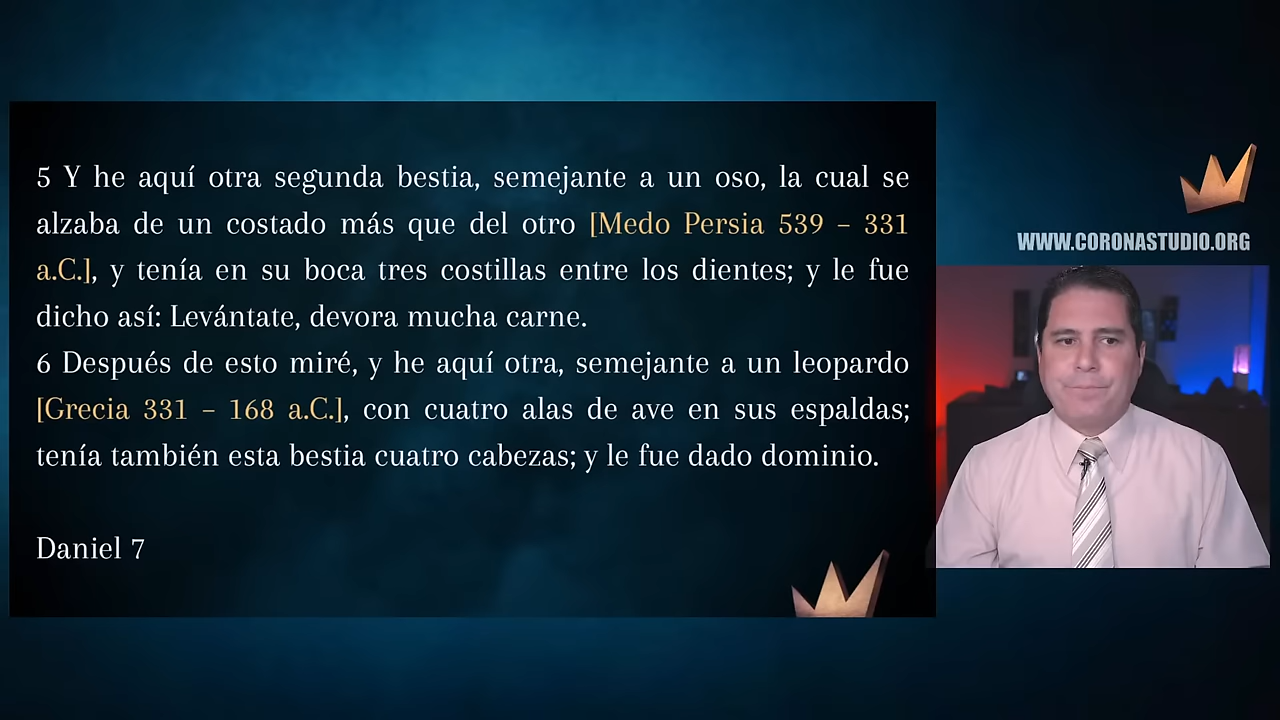 5 Y he aquí otra segunda bestia, semejante a un oso, la cual se
alzaba de un costado más que del otro [Medo Persia 539 – 331
a.C.], y tenía en su boca tres costillas entre los dientes; y le fue
dicho así: Levántate, devora mucha carne.
6 Después de esto miré, y he aquí otra, semejante a un leopardo
[Grecia 331 – 168 a.C.], con cuatro alas de ave en sus espaldas;
tenía también esta bestia cuatro cabezas; y le fue dado dominio.
Daniel 7
WWW.CORONASTUDIO.ORG